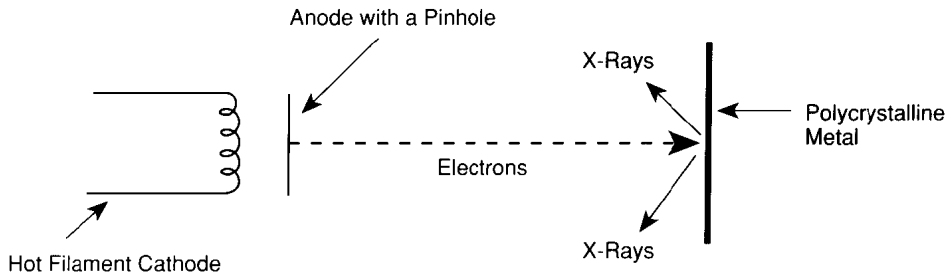 Anode with a Pinhole
X-Rays
Polycrystalline
Metal
Electrons
X-Rays
Hot Filament Cathode